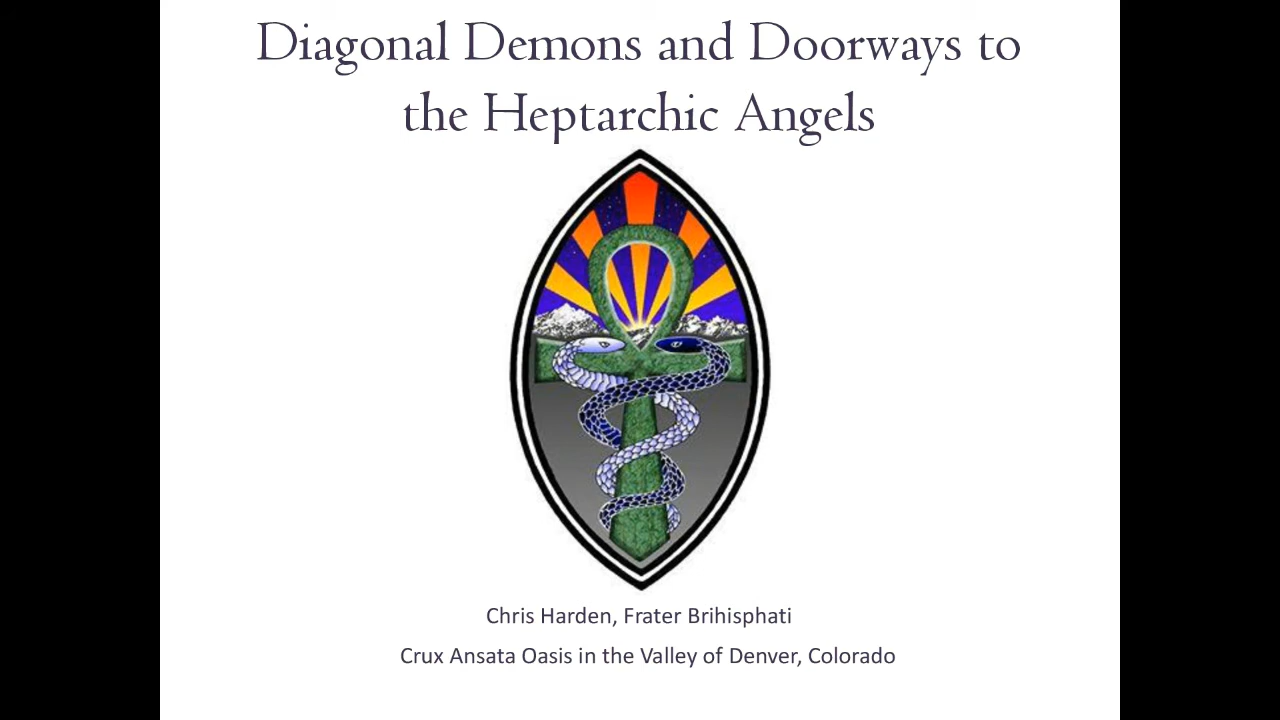 Diagonal Demons and Doorways to
the Heptarchic Angels
Chris Harden, Frater Brihisphati
Crux Ansata Oasis in the Valley of Denver, Colorado